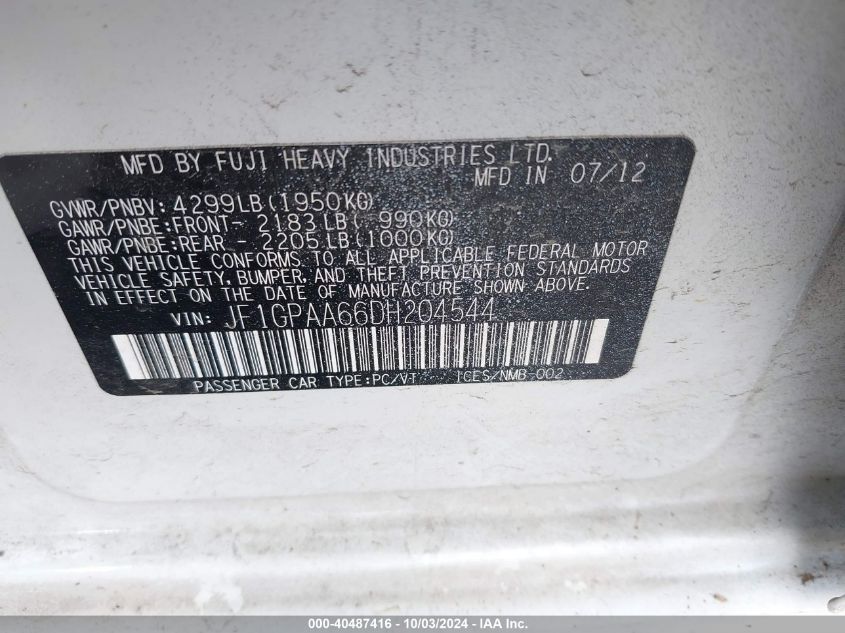 MFD BY FUJI HEAVY INDUSTRIES LTD.
MFD IN 07/12
GVWR/PNBV: 4299LB(1950KG)
GAWR/PNBE:FRONT- 2183LB( 990KG)
GAWR/PNBE:REAR - 2205LB(1000KG)
THIS VEHICLE CONFORMS TO ALL APPLICABLE FEDERAL MOTOR
VEHICLE SAFETY, BUMPER, AND THEFT PREVENTION STANDARDS
IN EFFECT ON THE DATE OF MANUFACTURE SHOWN ABOVE.
VIN: JF1GPAA66DH204544
PASSENGER CAR TYPE:PC/VT ICES/NMB-002
000-40487416 - 10/03/2024 - IAA Inc.